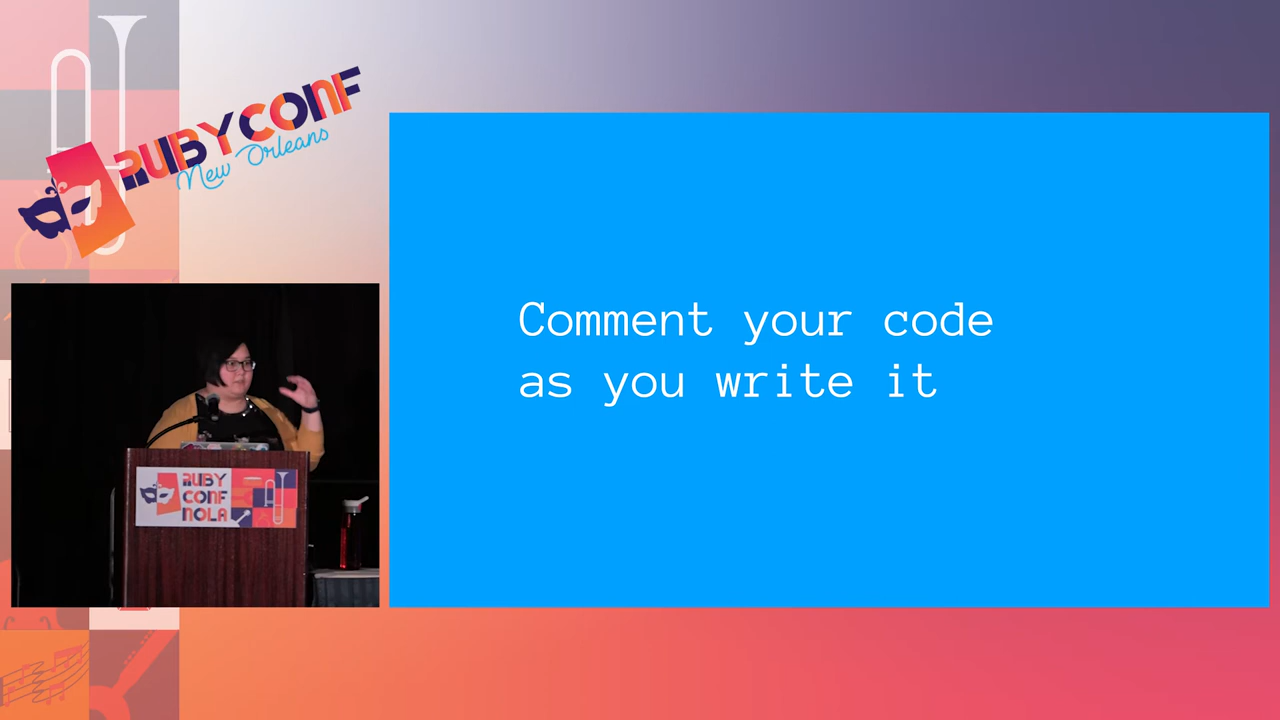 RUBYCONF
New Orleans
Comment your code
as you write it
RUBY
CONF
NOLA